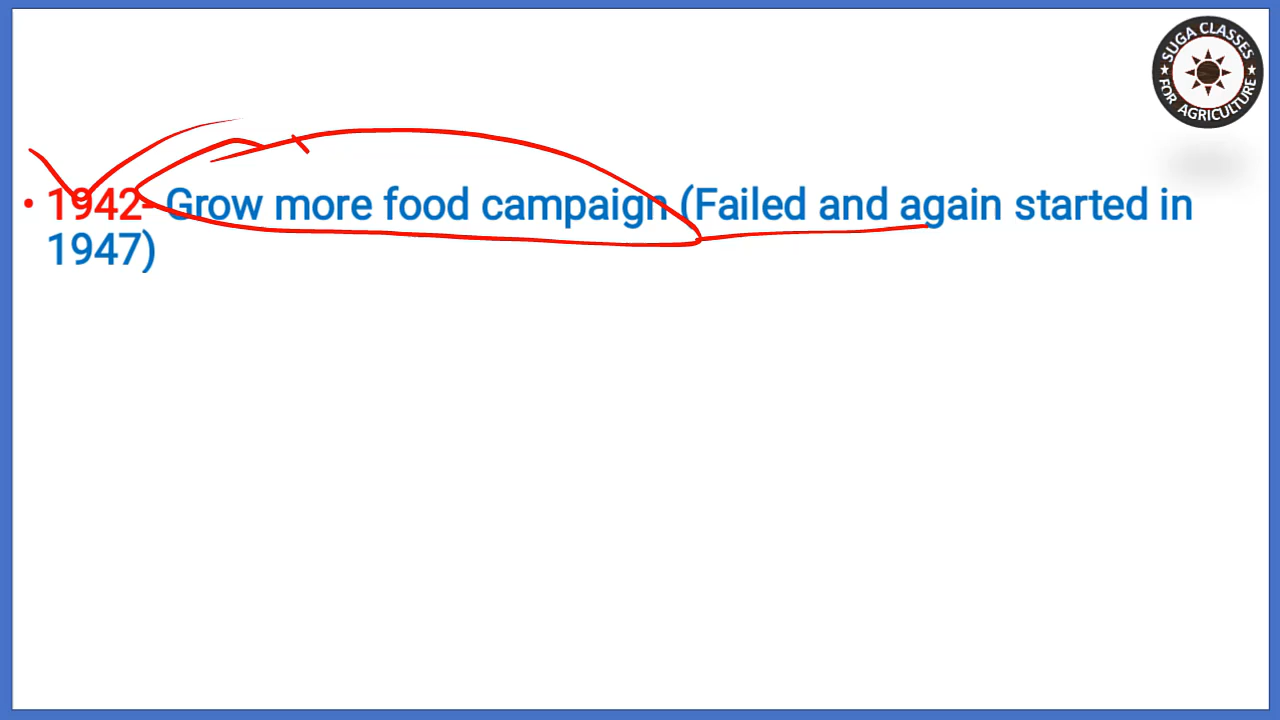 SUGA CLASSES
FOR AGRICULTURE
• 1942- Grow more food campaign (Failed and again started in
1947)